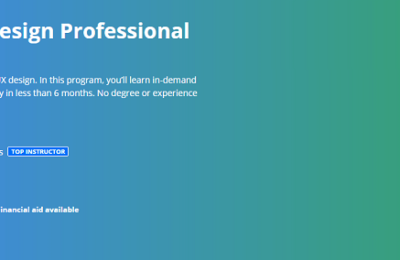 esign Professional
X design. In this program, you'll learn in-demand
y in less than 6 months. No degree or experience
s TOP INSTRUCTOR
inancial aid available